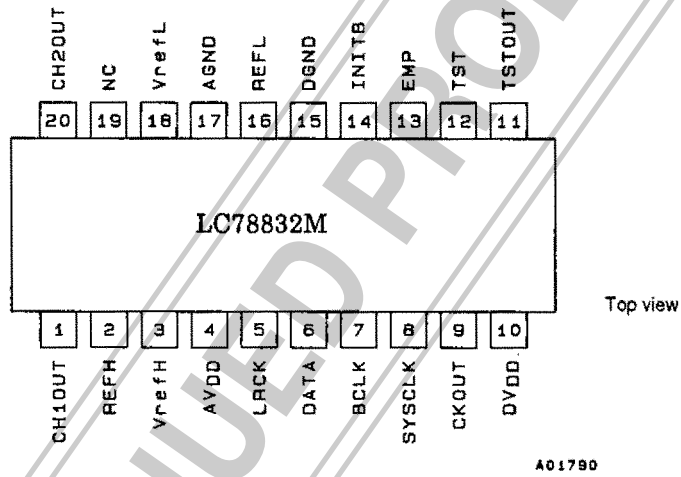 CH2OUT NC VrefL AGND REFL DGND INITB EMP TST TSTOUT
20 19 18 17 16 15 14 13 12 11
LC78832M
Top view
1 2 3 4 5 6 7 8 9 10
CH1OUT REFH VrefH AVDD LRCK DATA BCLK SYSCLK CKOUT DVDD
A01790